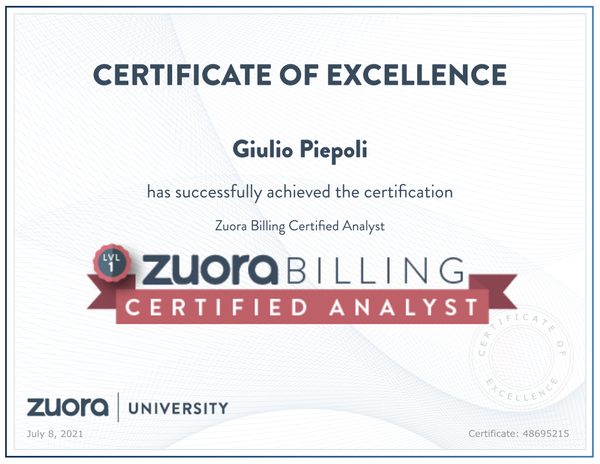 CERTIFICATE OF EXCELLENCE
Giulio Piepoli
has successfully achieved the certification
Zuora Billing Certified Analyst
LVL
1
zuora BILLING
CERTIFIED ANALYST
CERTIFICATE OF
EXCELLENCE
zuora UNIVERSITY
July 8, 2021
Certificate: 48695215